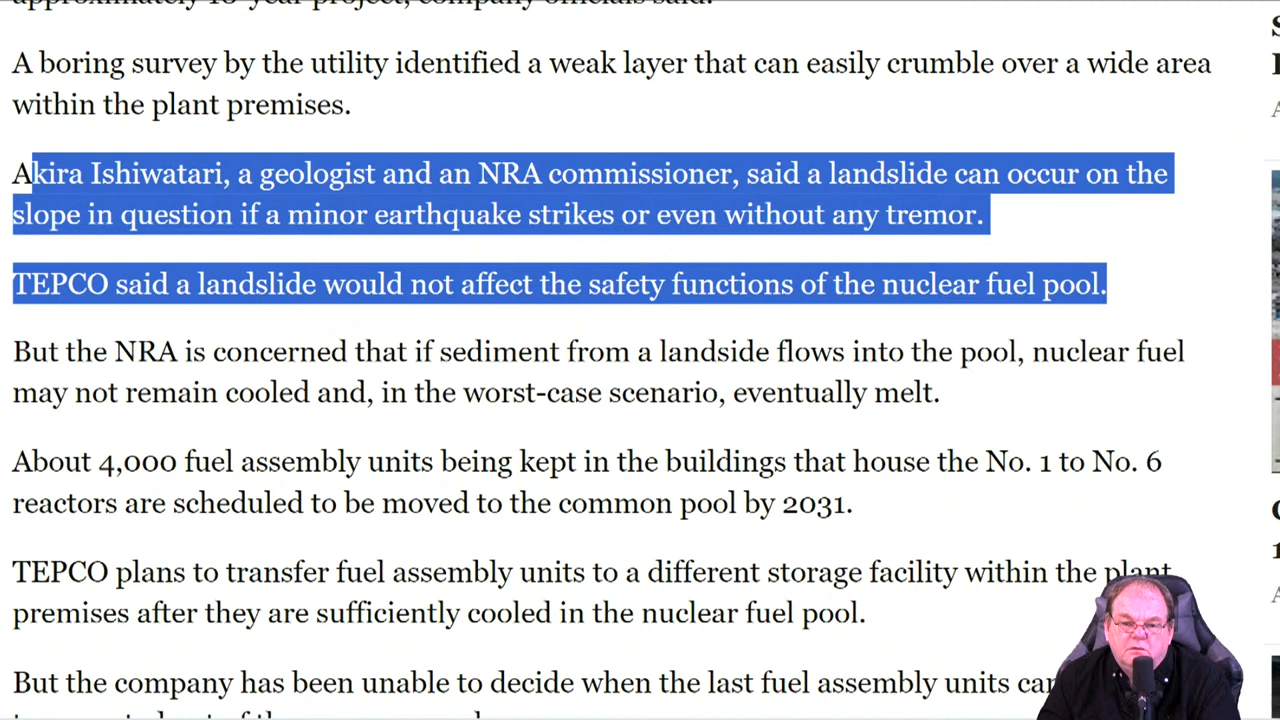 approximately 10-year project, company officials said.
A boring survey by the utility identified a weak layer that can easily crumble over a wide area
within the plant premises.
Akira Ishiwatari, a geologist and an NRA commissioner, said a landslide can occur on the
slope in question if a minor earthquake strikes or even without any tremor.
TEPCO said a landslide would not affect the safety functions of the nuclear fuel pool.
But the NRA is concerned that if sediment from a landside flows into the pool, nuclear fuel
may not remain cooled and, in the worst-case scenario, eventually melt.
About 4,000 fuel assembly units being kept in the buildings that house the No. 1 to No. 6
reactors are scheduled to be moved to the common pool by 2031.
TEPCO plans to transfer fuel assembly units to a different storage facility within the plant
premises after they are sufficiently cooled in the nuclear fuel pool.
But the company has been unable to decide when the last fuel assembly units can